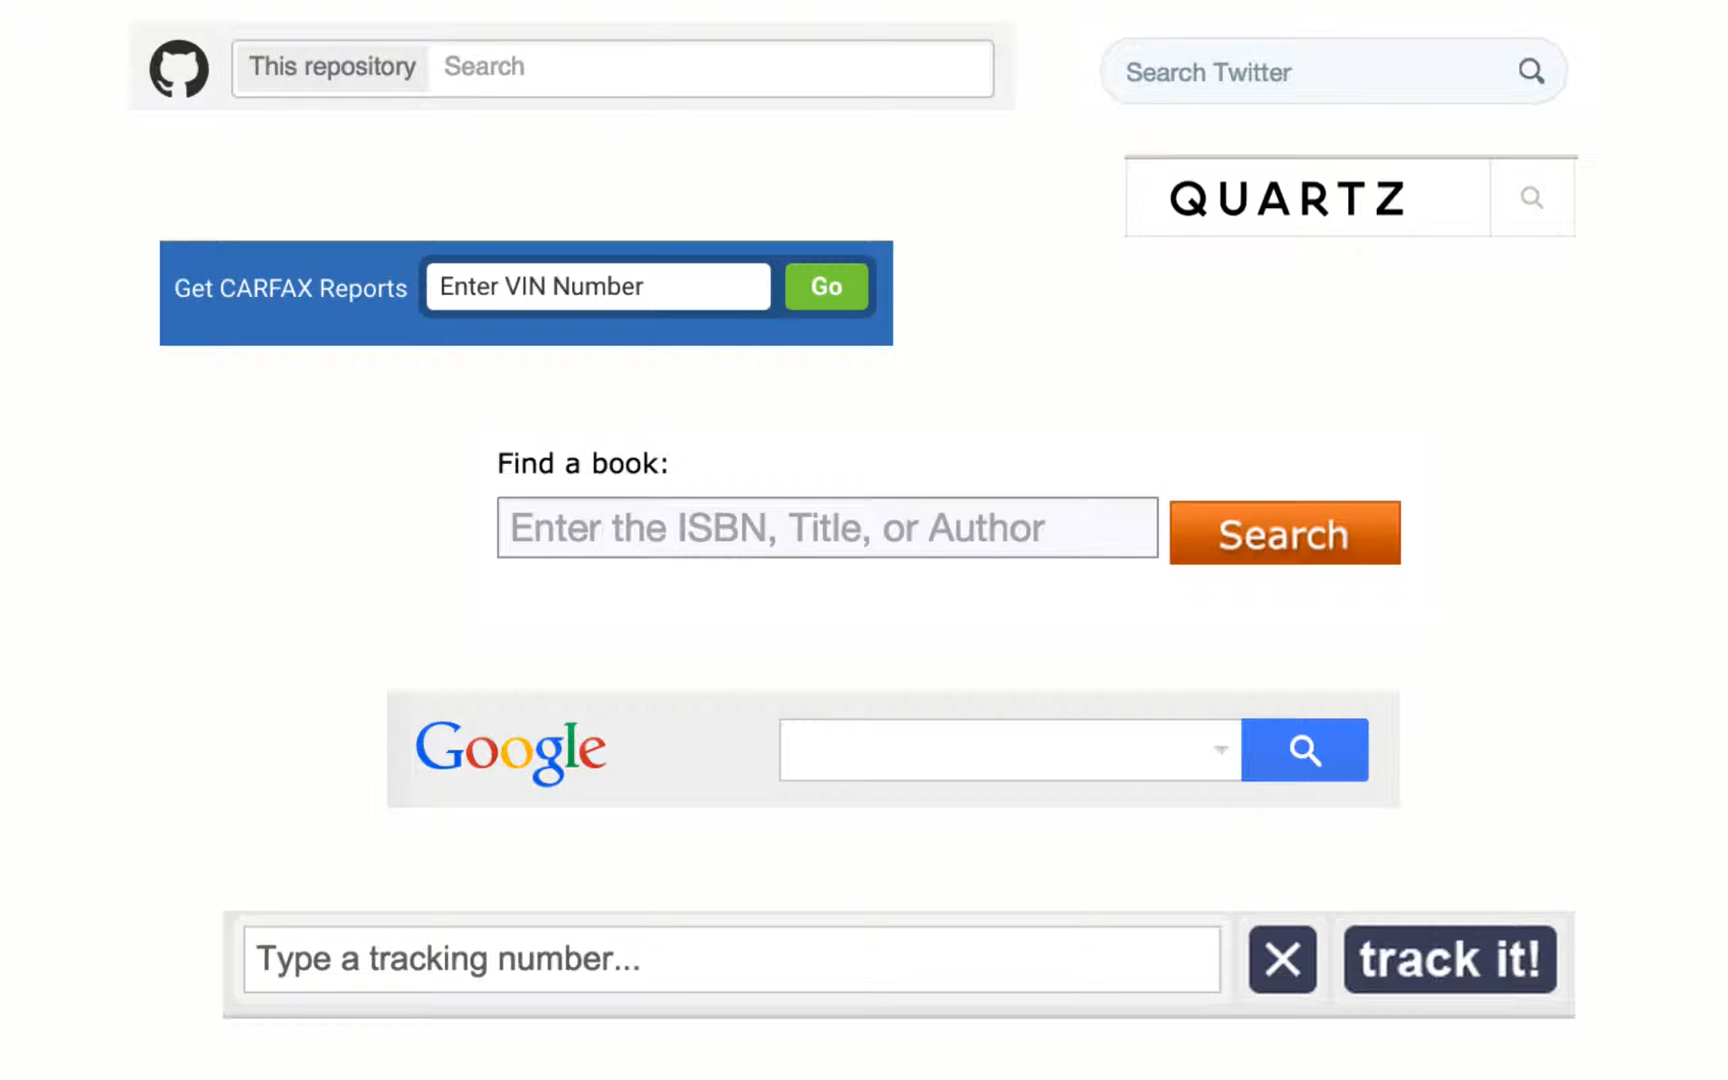 This repository Search
Search Twitter
QUARTZ
Get CARFAX Reports Enter VIN Number Go
Find a book:
Enter the ISBN, Title, or Author Search
Google
Type a tracking number... track it!